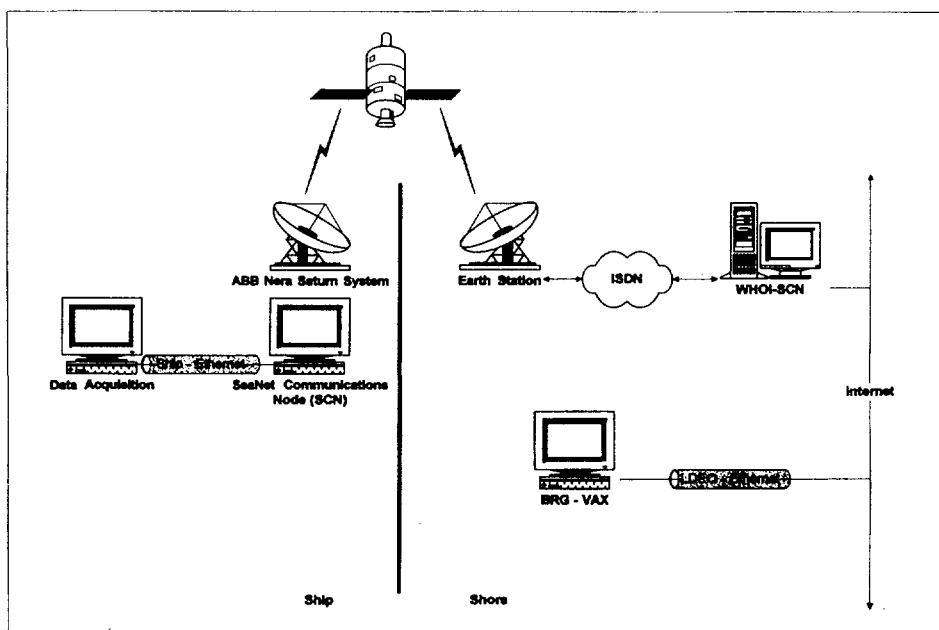 ABB Nera Saturn System
Earth Station
ISDN
WHOI-SCN
Data Acquisition
Ship - Ethernet
SeaNet Communications
Node (SCN)
Internet
BRG - VAX
LDEO - Ethernet
Ship
Shore